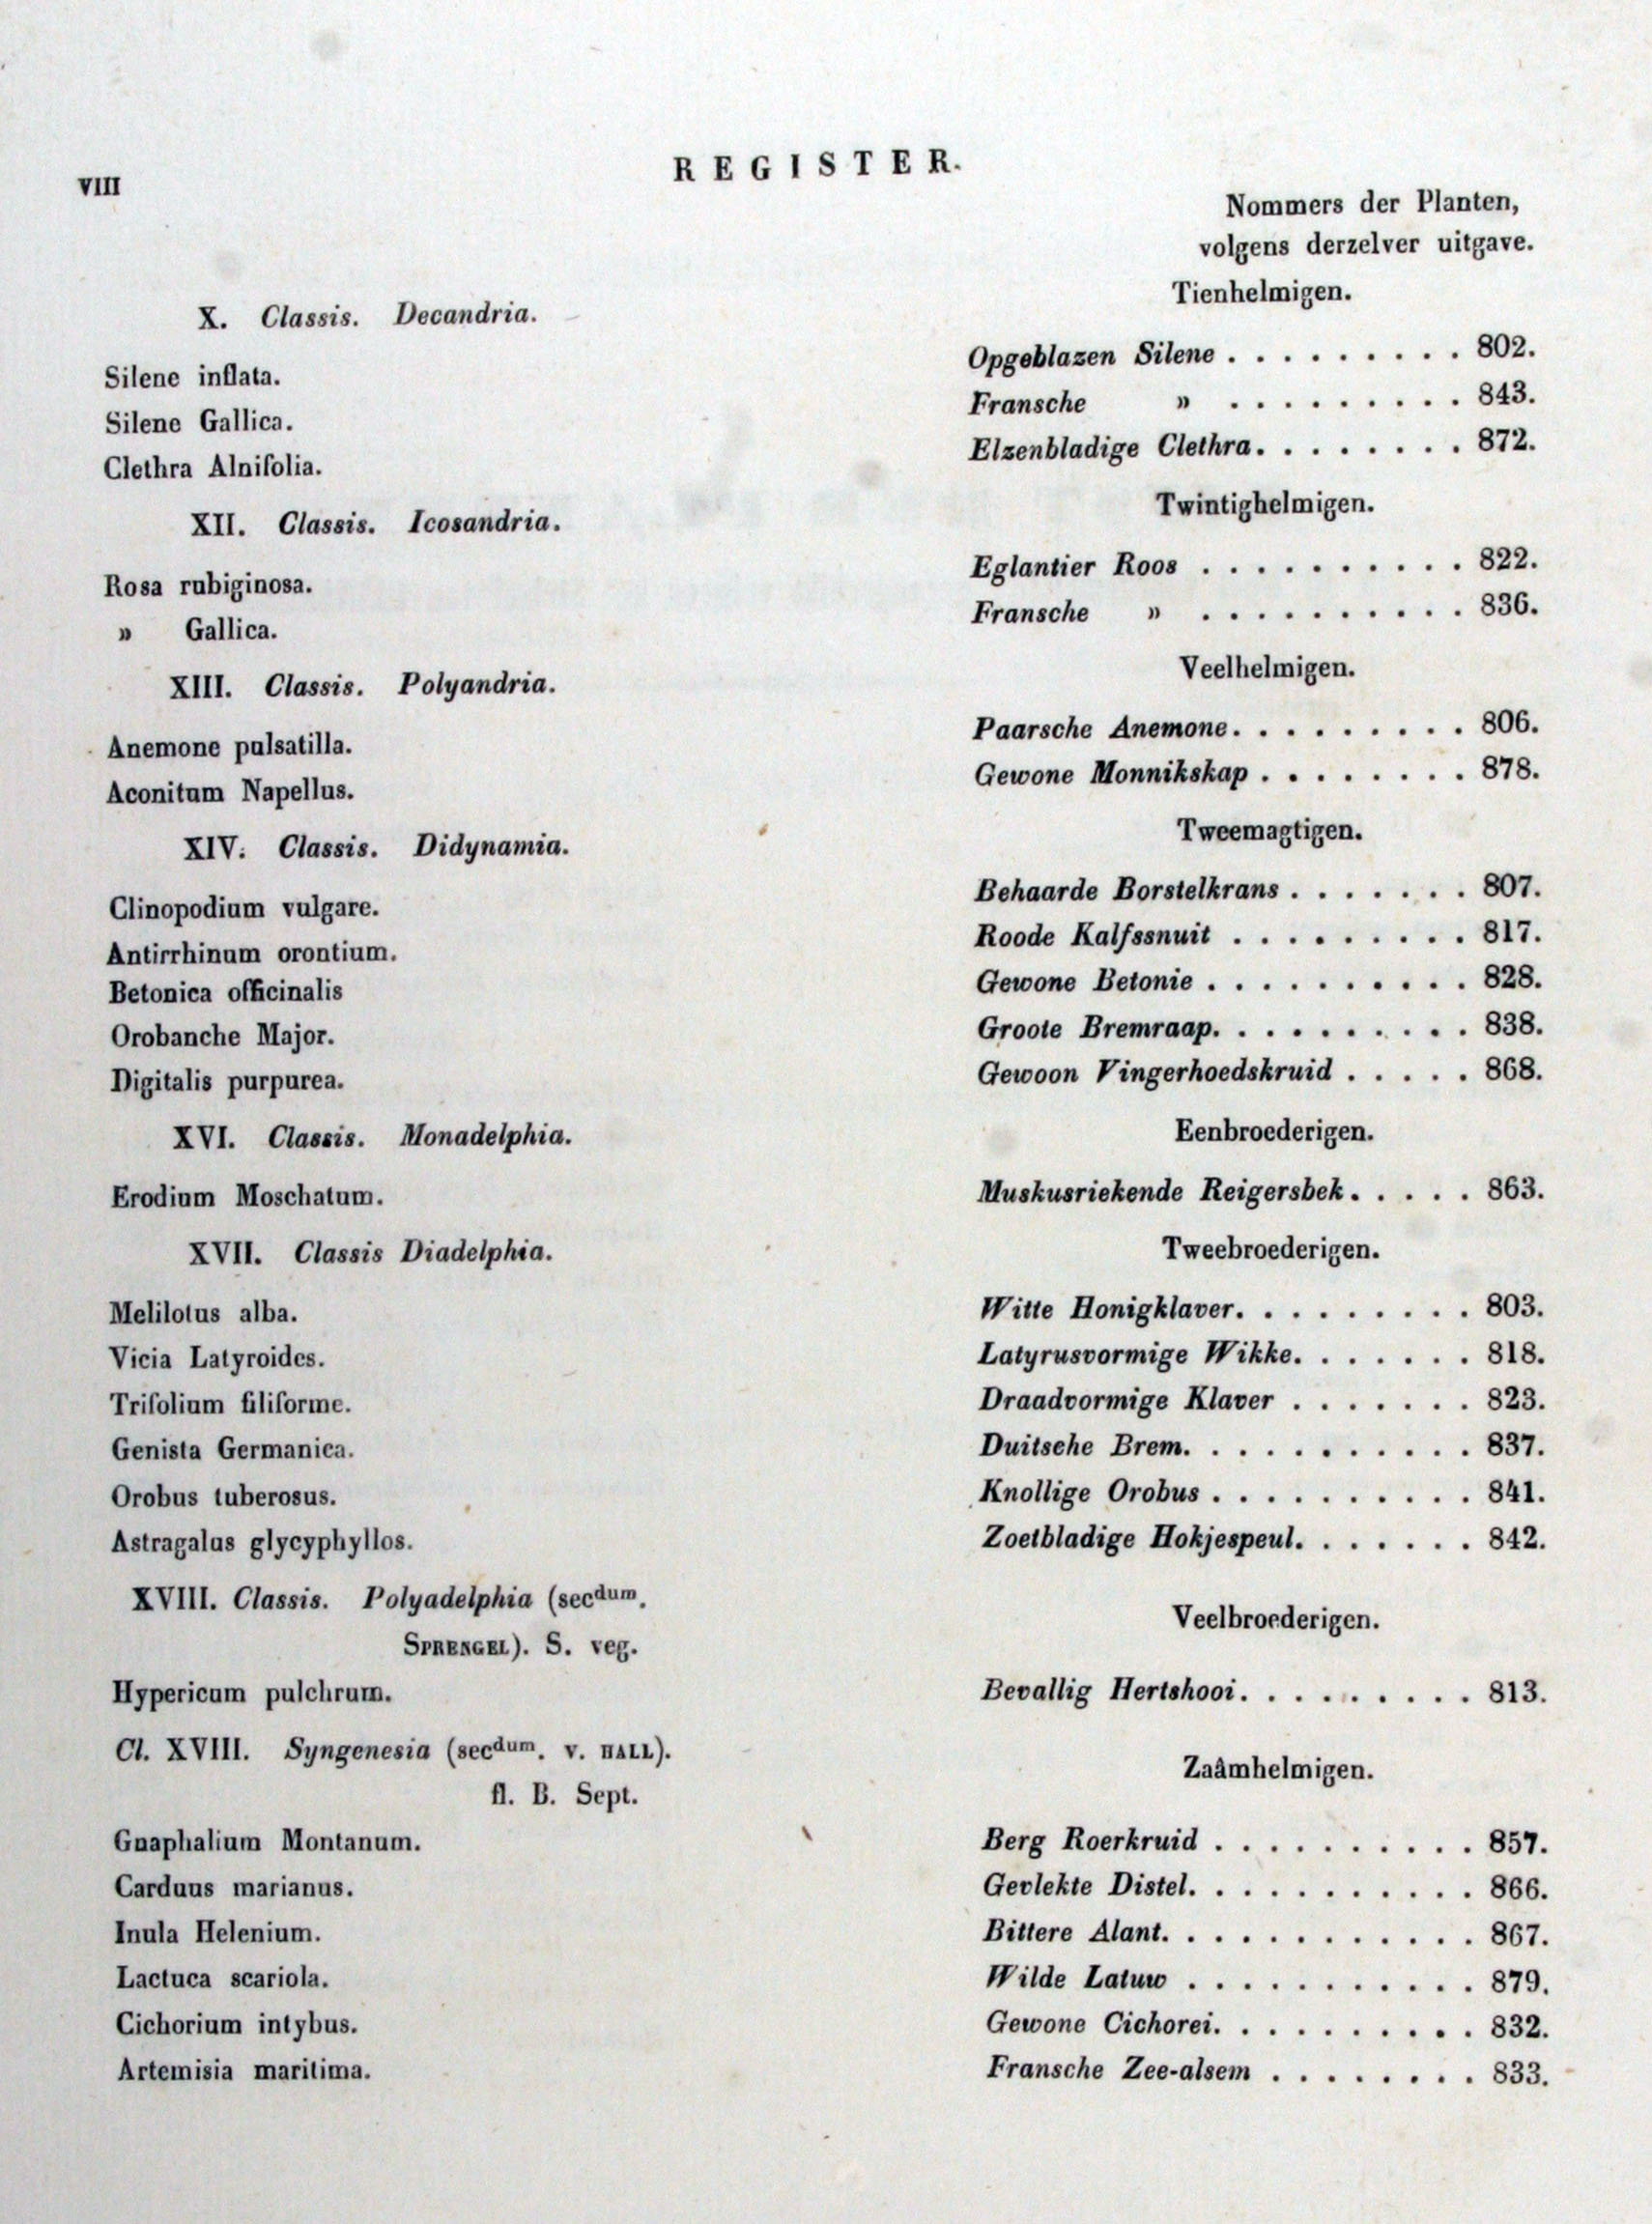 VIII
REGISTER.
Nommers der Planten,
volgens derzelver uitgave.
X. Classis. Decandria.
Silene inflata.
Silene Gallica.
Clethra Alnifolia.
XII. Classis. Icosandria.
Rosa rubiginosa.
» Gallica.
XIII. Classis. Polyandria.
Anemone pulsatilla.
Aconitum Napellus.
XIV. Classis. Didynamia.
Clinopodium vulgare.
Antirrhinum orontium.
Betonica officinalis
Orobanche Major.
Digitalis purpurea.
XVI. Classis. Monadelphia.
Erodium Moschatum.
XVII. Classis Diadelphia.
Melilotus alba.
Vicia Latyroides.
Trifolium filiforme.
Genista Germanica.
Orobus tuberosus.
Astragalus glycyphyllos.
XVIII. Classis. Polyadelphia (secdum.
SPRENGEL). S. veg.
Hypericum pulchrum.
Cl. XVIII. Syngenesia (secdum. v. HALL).
fl. B. Sept.
Gnaphalium Montanum.
Carduus marianus.
Inula Helenium.
Lactuca scariola.
Cichorium intybus.
Artemisia maritima.
Tienhelmigen.
Opgeblazen Silene . . . . . . . . . 802.
Fransche » . . . . . . . . . 843.
Elzenbladige Clethra. . . . . . . . 872.
Twintighelmigen.
Eglantier Roos . . . . . . . . . . 822.
Fransche » . . . . . . . . . . 836.
Veelhelmigen.
Paarsche Anemone. . . . . . . . . 806.
Gewone Monnikskap . . . . . . . . 878.
Tweemagtigen.
Behaarde Borstelkrans . . . . . . . 807.
Roode Kalfssnuit . . . . . . . . . 817.
Gewone Betonie . . . . . . . . . . 828.
Groote Bremraap. . . . . . . . . . 838.
Gewoon Vingerhoedskruid . . . . . 868.
Eenbroederigen.
Muskusriekende Reigersbek. . . . . 863.
Tweebroederigen.
Witte Honigklaver. . . . . . . . . 803.
Latyrusvormige Wikke. . . . . . . 818.
Draadvormige Klaver . . . . . . . 823.
Duitsche Brem. . . . . . . . . . . 837.
Knollige Orobus . . . . . . . . . . 841.
Zoetbladige Hokjespeul. . . . . . . 842.
Veelbroederigen.
Bevallig Hertshooi. . . . . . . . . 813.
Zaâmhelmigen.
Berg Roerkruid . . . . . . . . . . 857.
Gevlekte Distel. . . . . . . . . . . 866.
Bittere Alant. . . . . . . . . . . . 867.
Wilde Latuw . . . . . . . . . . . 879.
Gewone Cichorei. . . . . . . . . . 832.
Fransche Zee-alsem . . . . . . . . 833.